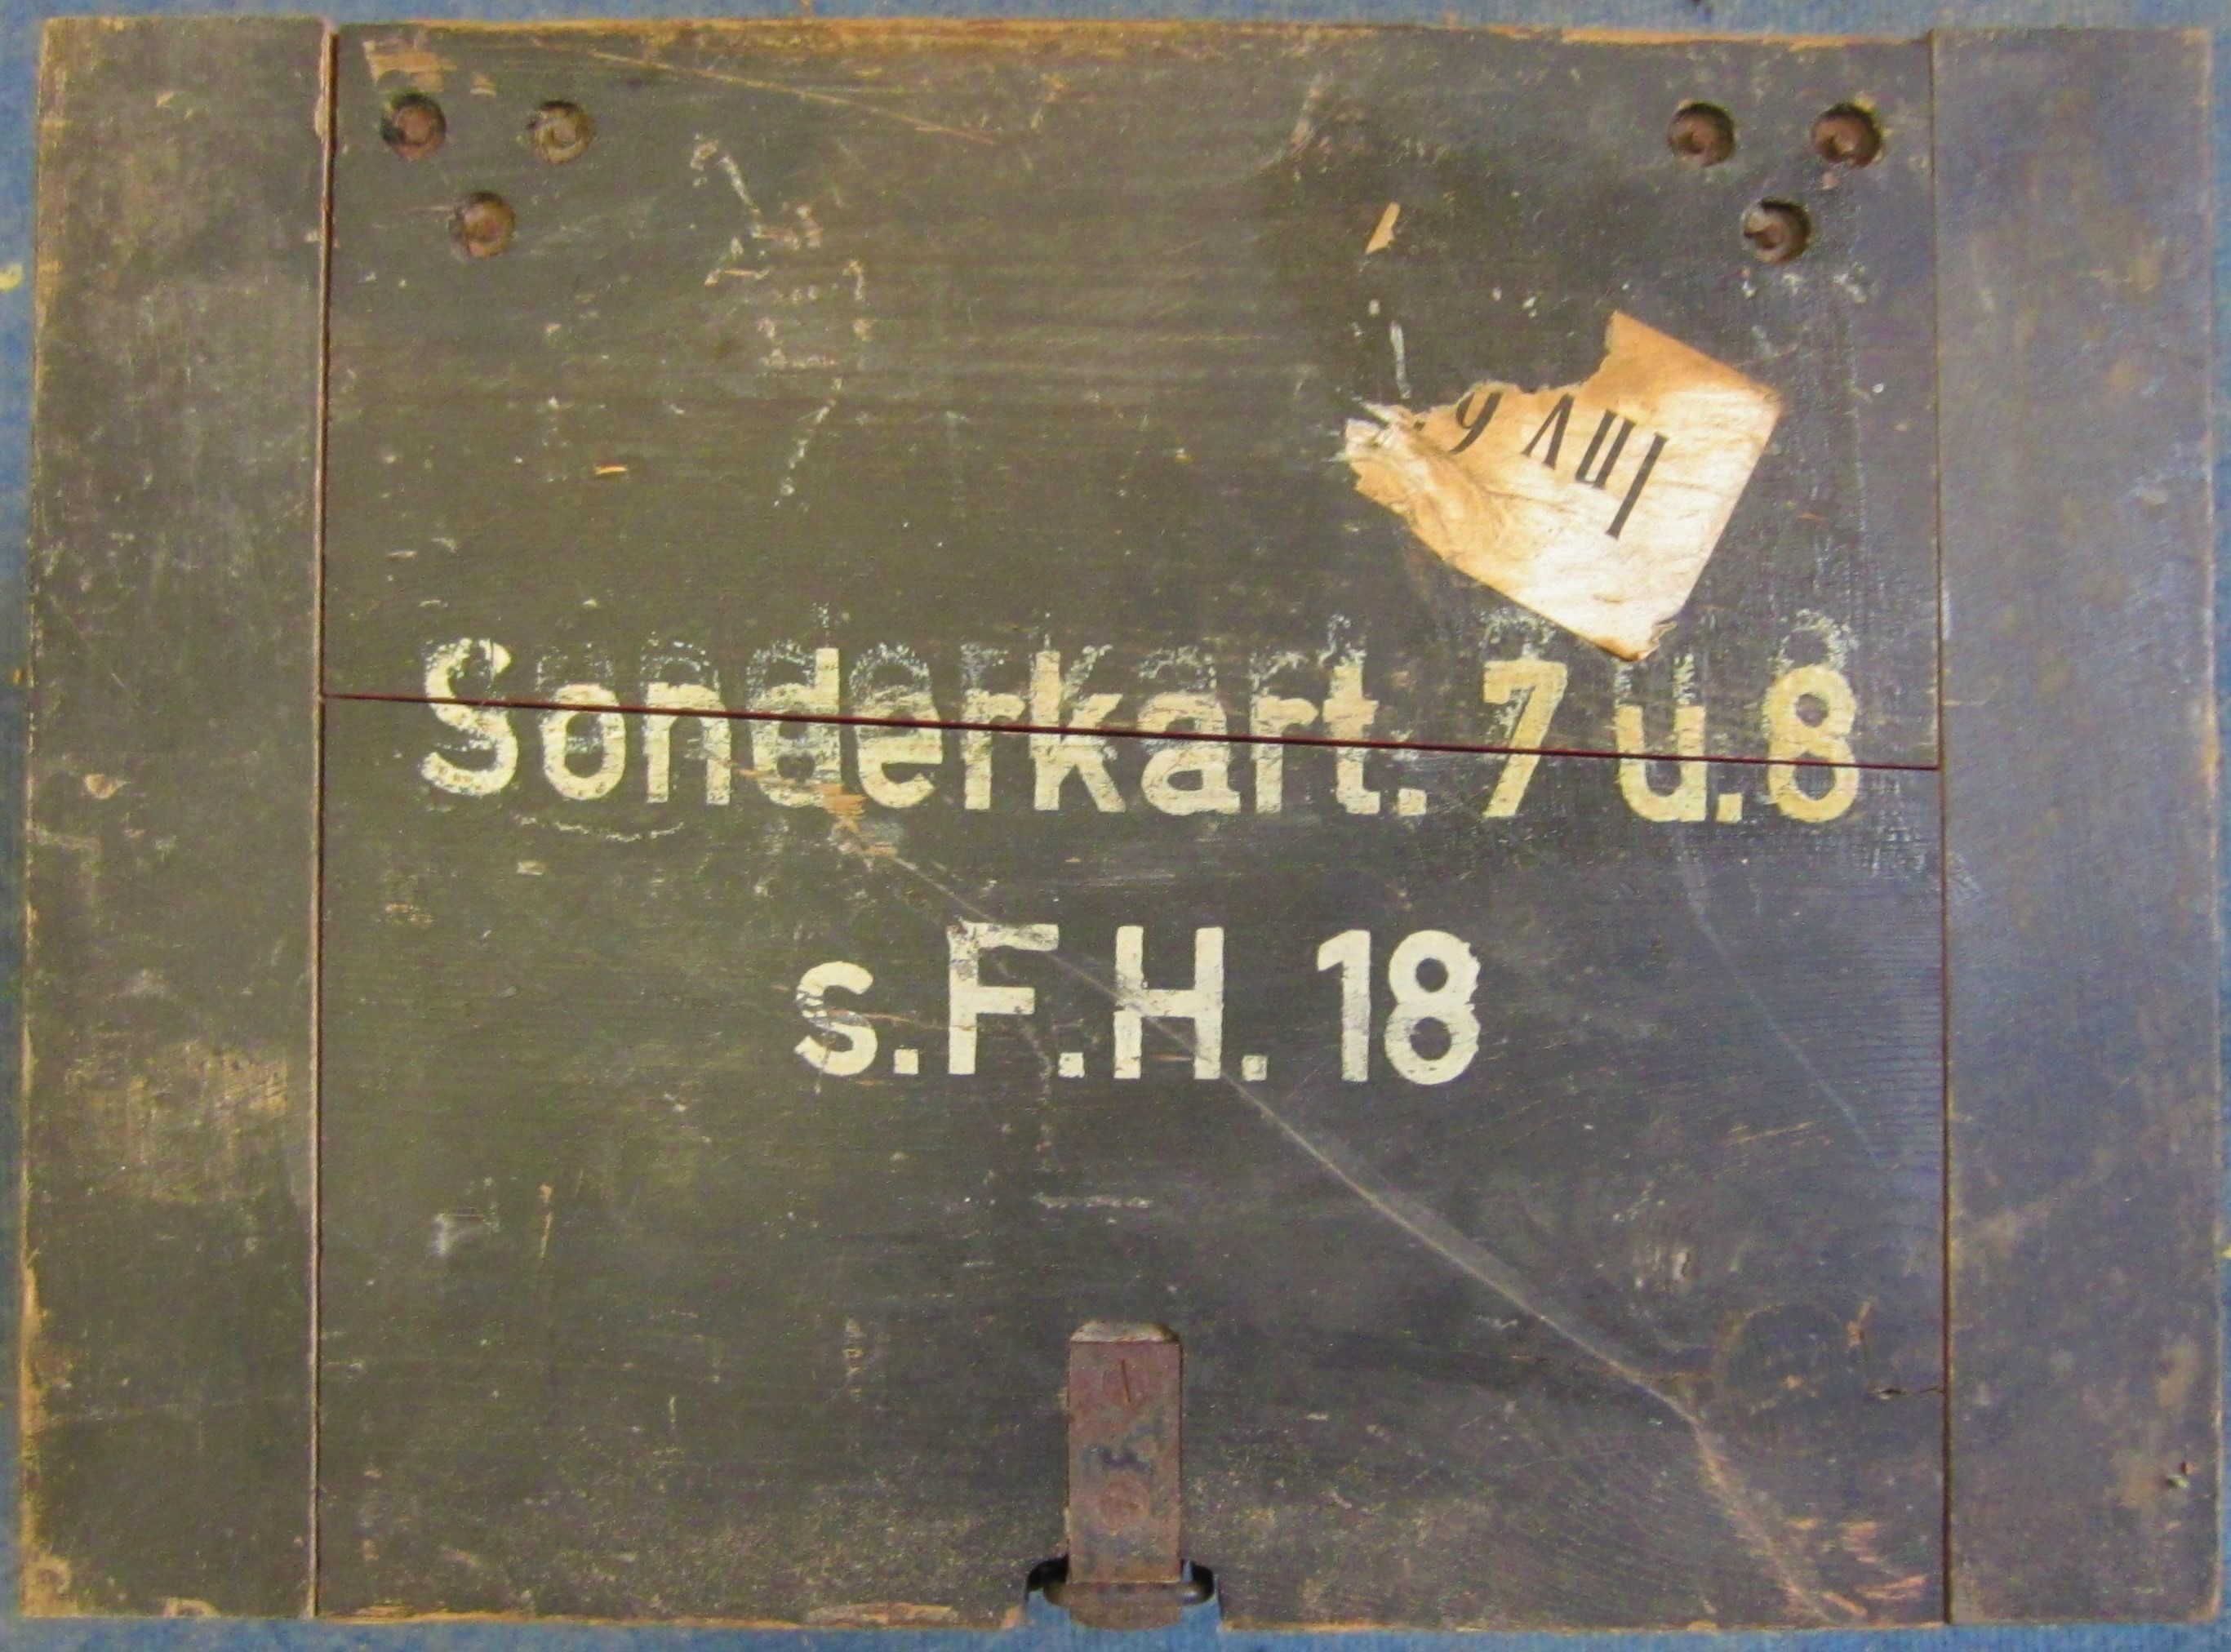 Sonderkart. 7 u. 8
s.F.H. 18